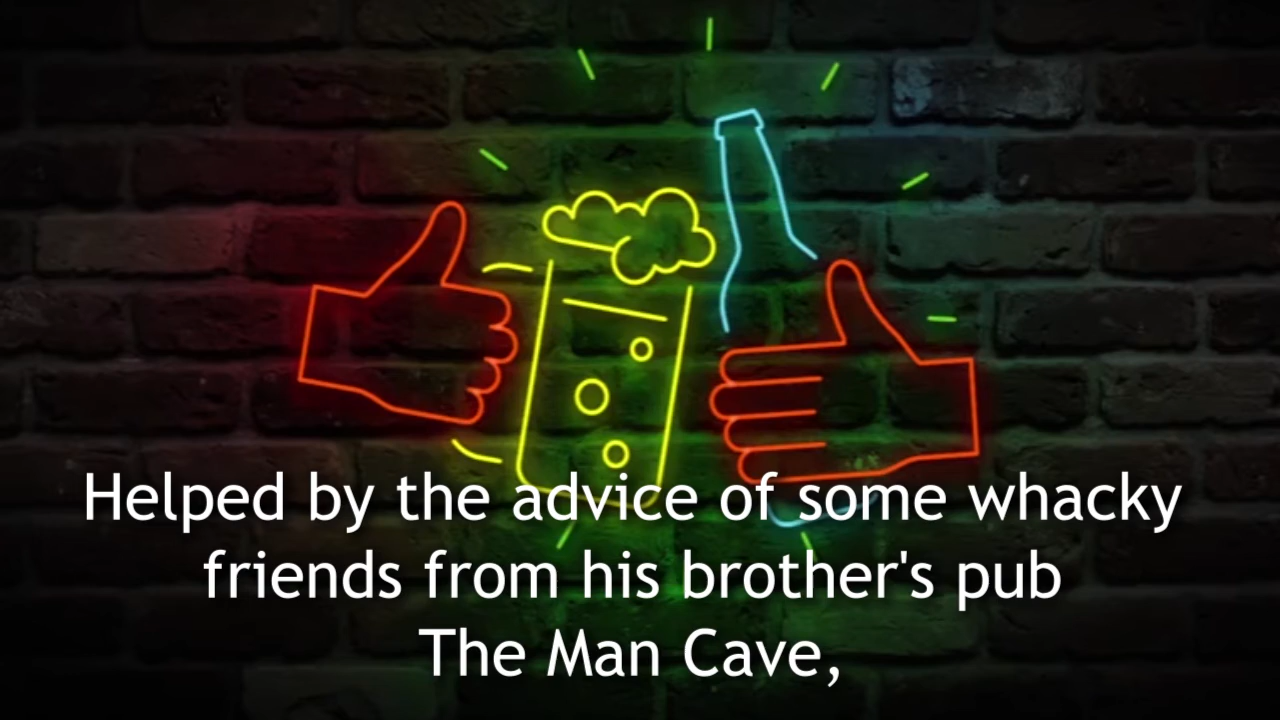 Helped by the advice of some whacky
friends from his brother's pub
The Man Cave,